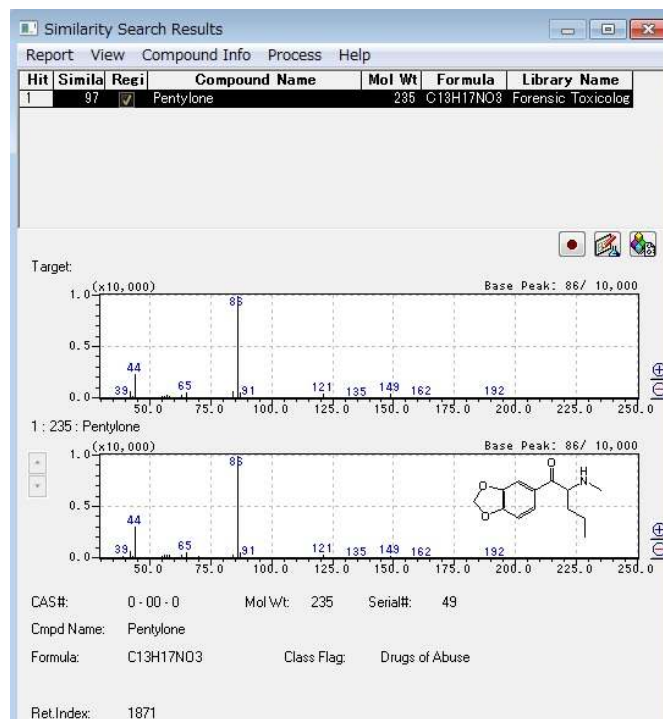 Similarity Search Results
Report View Compound Info Process Help
Hit Simila Regi Compound Name Mol Wt Formula Library Name
1 97 Pentylone 235 C13H17NO3 Forensic Toxicolog
Target:
(x10,000) Base Peak: 86/ 10,000
1.0
86
0.5
44
39 65 91 121 135 149 162 192
0.0
50.0 75.0 100.0 125.0 150.0 175.0 200.0 225.0 250.0
1 : 235 : Pentylone
(x10,000) Base Peak: 86/ 10,000
1.0
86
O H
O N
0.5
44
O
39 65 91 121 135 149 162 192
0.0
50.0 75.0 100.0 125.0 150.0 175.0 200.0 225.0 250.0
CAS#: 0 - 00 - 0 Mol Wt: 235 Serial#: 49
Cmpd Name: Pentylone
Formula: C13H17NO3 Class Flag: Drugs of Abuse
Ret.Index: 1871